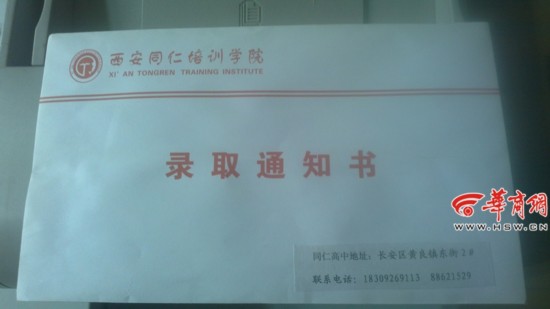 西安同仁培训学院
XI' AN TONGREN TRAINING INSTITUTE
录取通知书
华商网
WWW.HSW.CN
同仁高中地址：长安区黄良镇东街2#
联系电话：18309269113 88621529